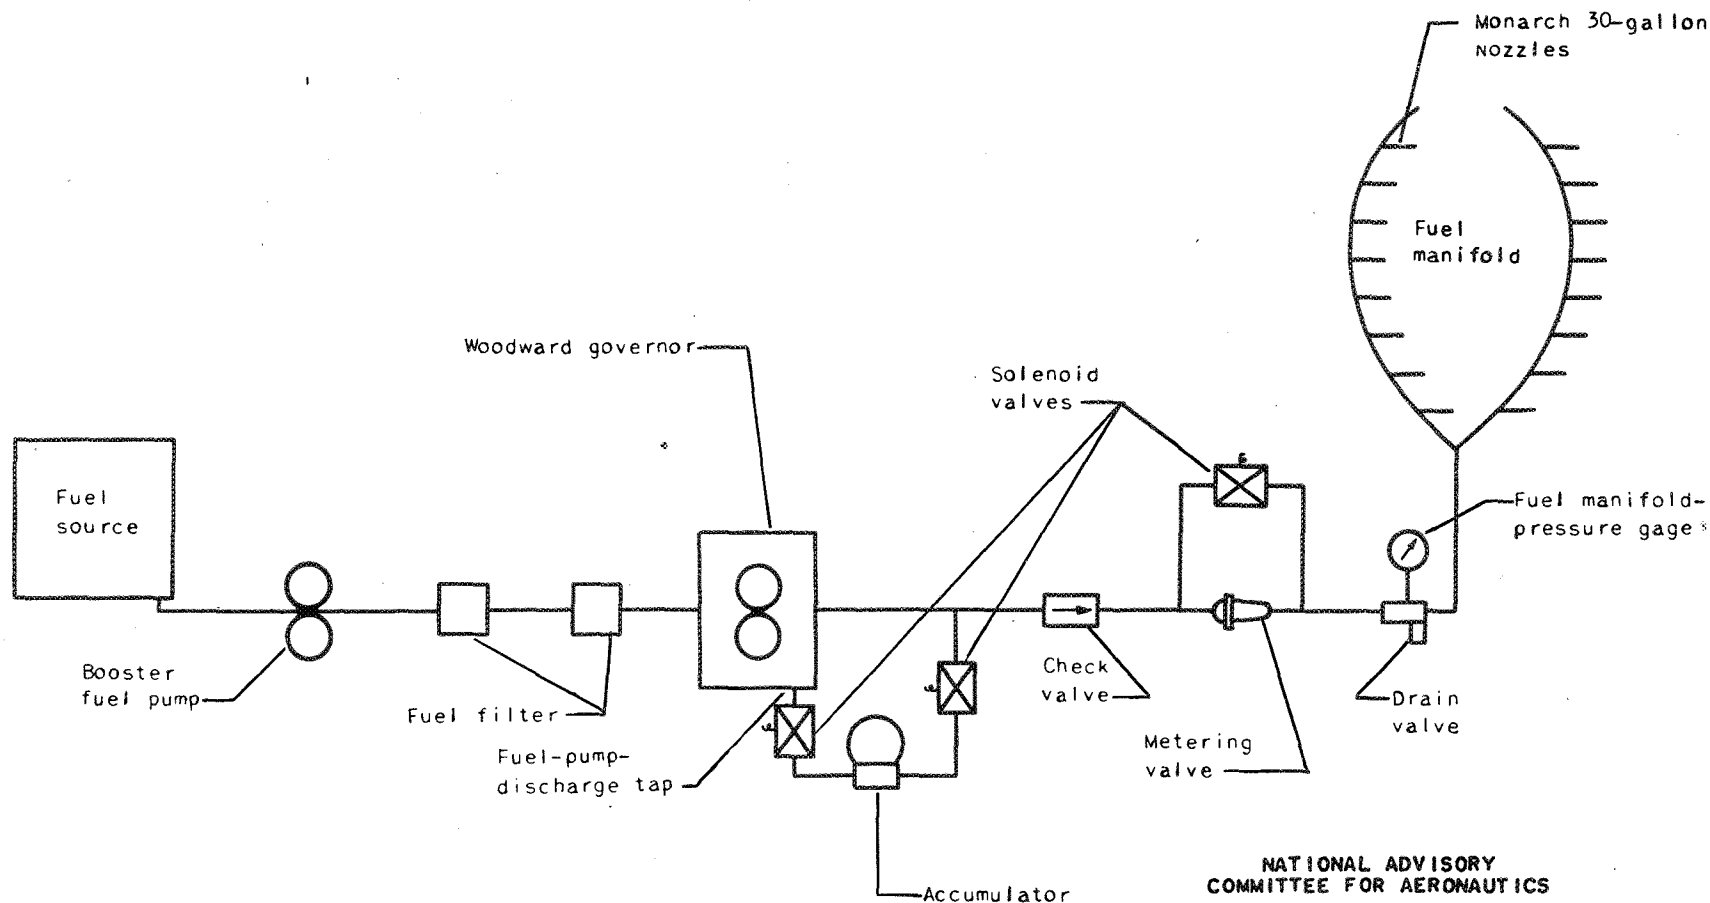 Monarch 30-gallon
Nozzles
Fuel
manifold
Woodward governor
Solenoid
valves
Fuel
source
Fuel manifold-
pressure gage
Booster
fuel pump
Fuel filter
Check
valve
Drain
valve
Fuel-pump-
discharge tap
Metering
valve
Accumulator
NATIONAL ADVISORY
COMMITTEE FOR AERONAUTICS